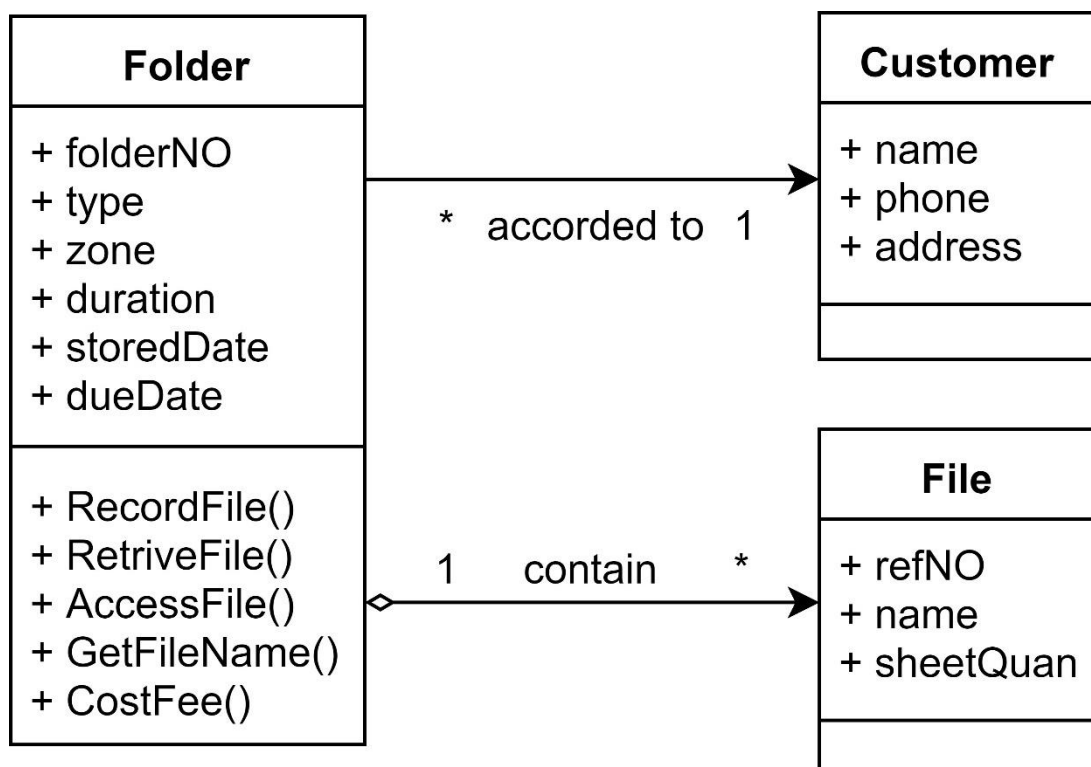 Folder
+ folderNO
+ type
+ zone
+ duration
+ storedDate
+ dueDate
+ RecordFile()
+ RetriveFile()
+ AccessFile()
+ GetFileName()
+ CostFee()
* accorded to 1
1 contain *
Customer
+ name
+ phone
+ address
File
+ refNO
+ name
+ sheetQuan